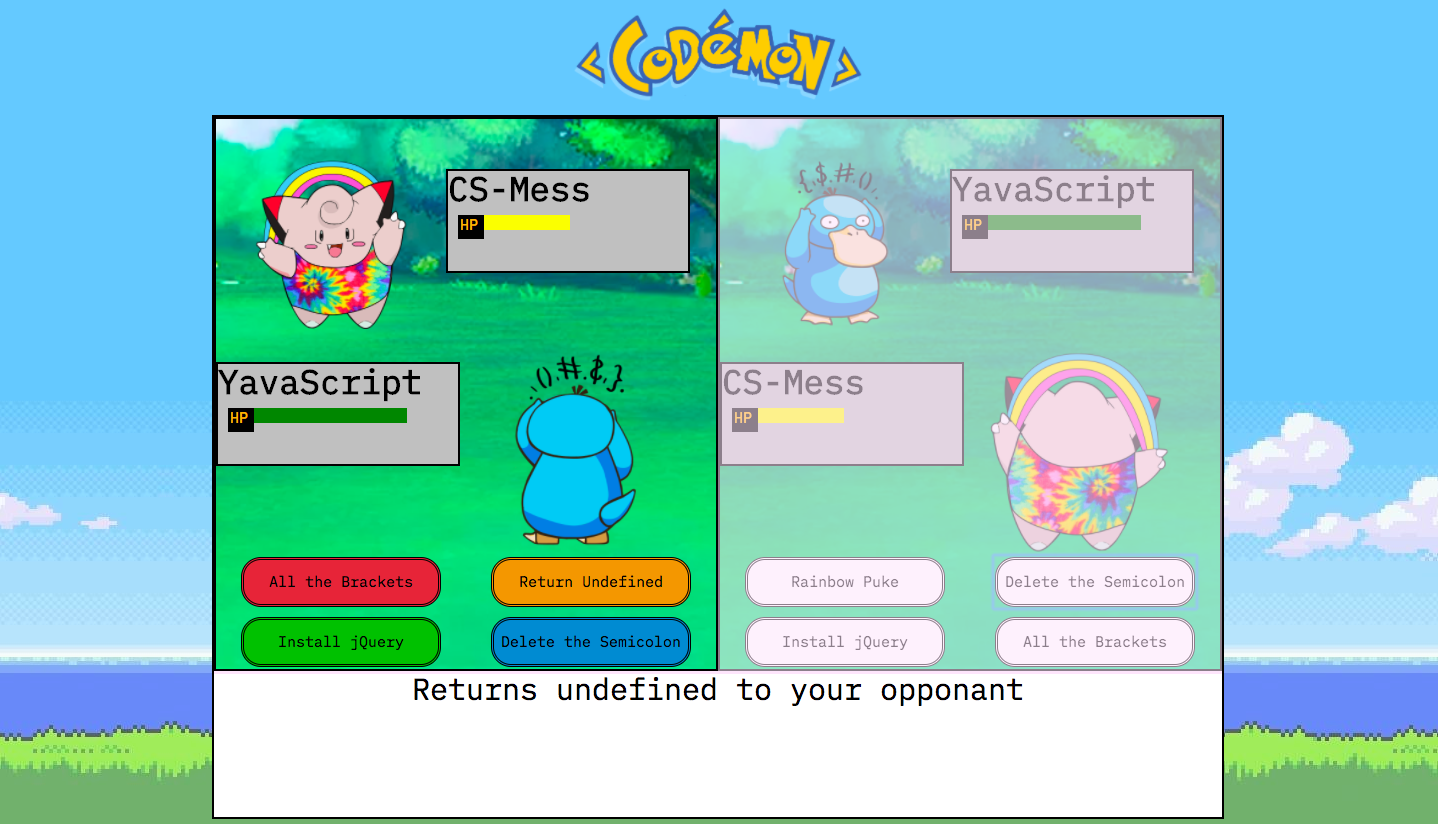 <CODéMON>
CS-Mess
HP
YavaScript
HP
().#.$,}.
All the Brackets
Return Undefined
Install jQuery
Delete the Semicolon
.{,$.#.()
YavaScript
HP
CS-Mess
HP
Rainbow Puke
Delete the Semicolon
Install jQuery
All the Brackets
Returns undefined to your opponant